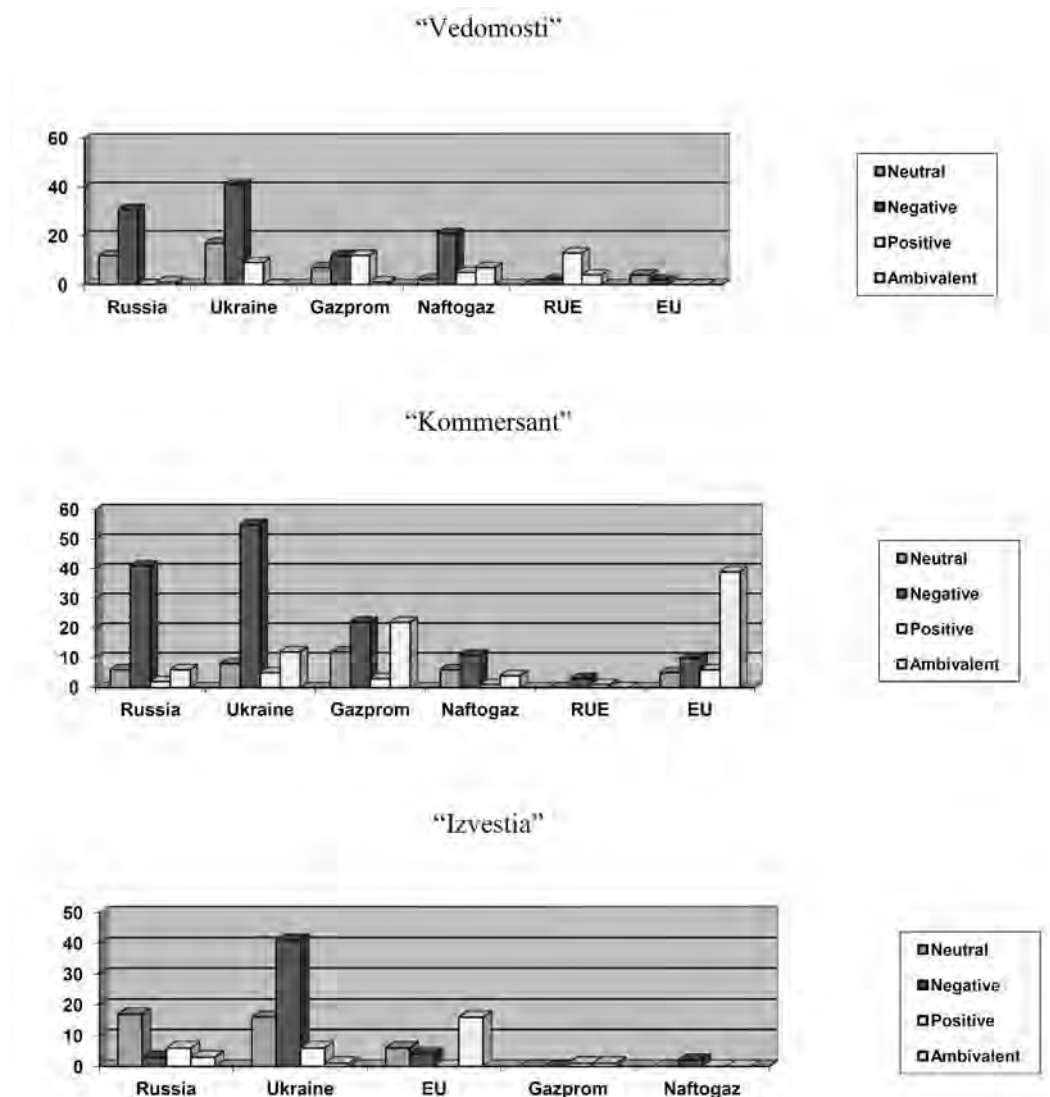 “Vedomosti”
60
40
20
0
Russia Ukraine Gazprom Naftogaz RUE EU
Neutral
Negative
Positive
Ambivalent
“Kommersant”
60
50
40
30
20
10
0
Russia Ukraine Gazprom Naftogaz RUE EU
Neutral
Negative
Positive
Ambivalent
“Izvestia”
50
40
30
20
10
0
Russia Ukraine EU Gazprom Naftogaz
Neutral
Negative
Positive
Ambivalent